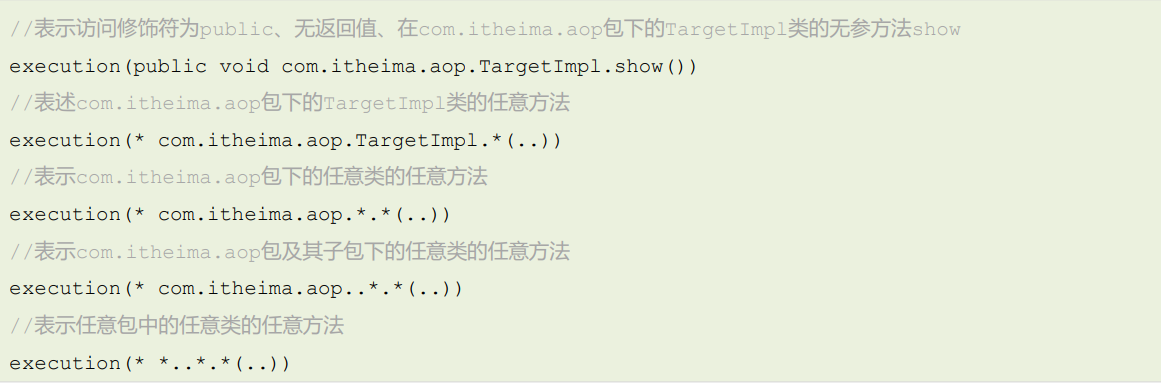 //表示访问修饰符为public、无返回值、在com.itheima.aop包下的TargetImpl类的无参方法show
execution(public void com.itheima.aop.TargetImpl.show())
//表述com.itheima.aop包下的TargetImpl类的任意方法
execution(* com.itheima.aop.TargetImpl.*(..))
//表示com.itheima.aop包下的任意类的任意方法
execution(* com.itheima.aop.*.*(..))
//表示com.itheima.aop包及其子包下的任意类的任意方法
execution(* com.itheima.aop..*.*(..))
//表示任意包中的任意类的任意方法
execution(* *..*.*(..))